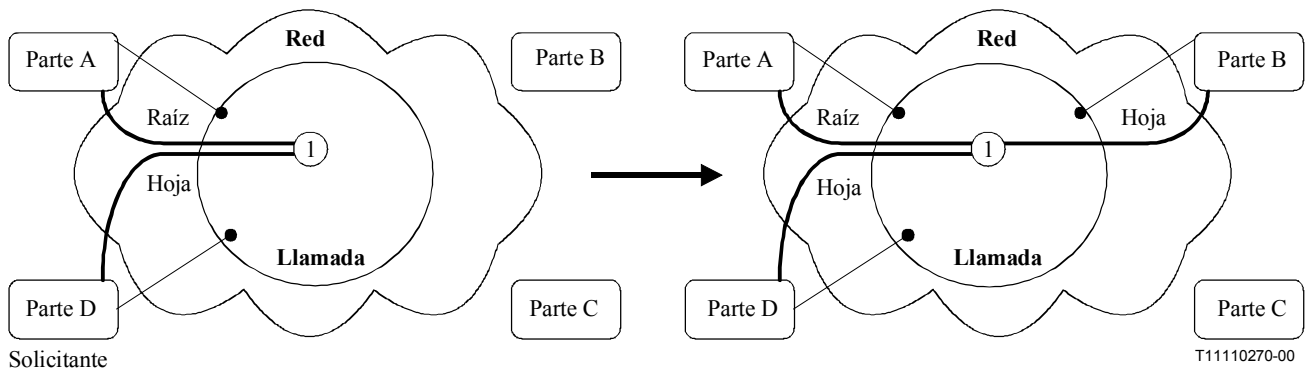 Red
Parte A
Parte B
Raíz
1
Hoja
Llamada
Parte D
Parte C
Solicitante
Red
Parte A
Parte B
Raíz
Hoja
1
Hoja
Llamada
Parte D
Parte C
T11110270-00